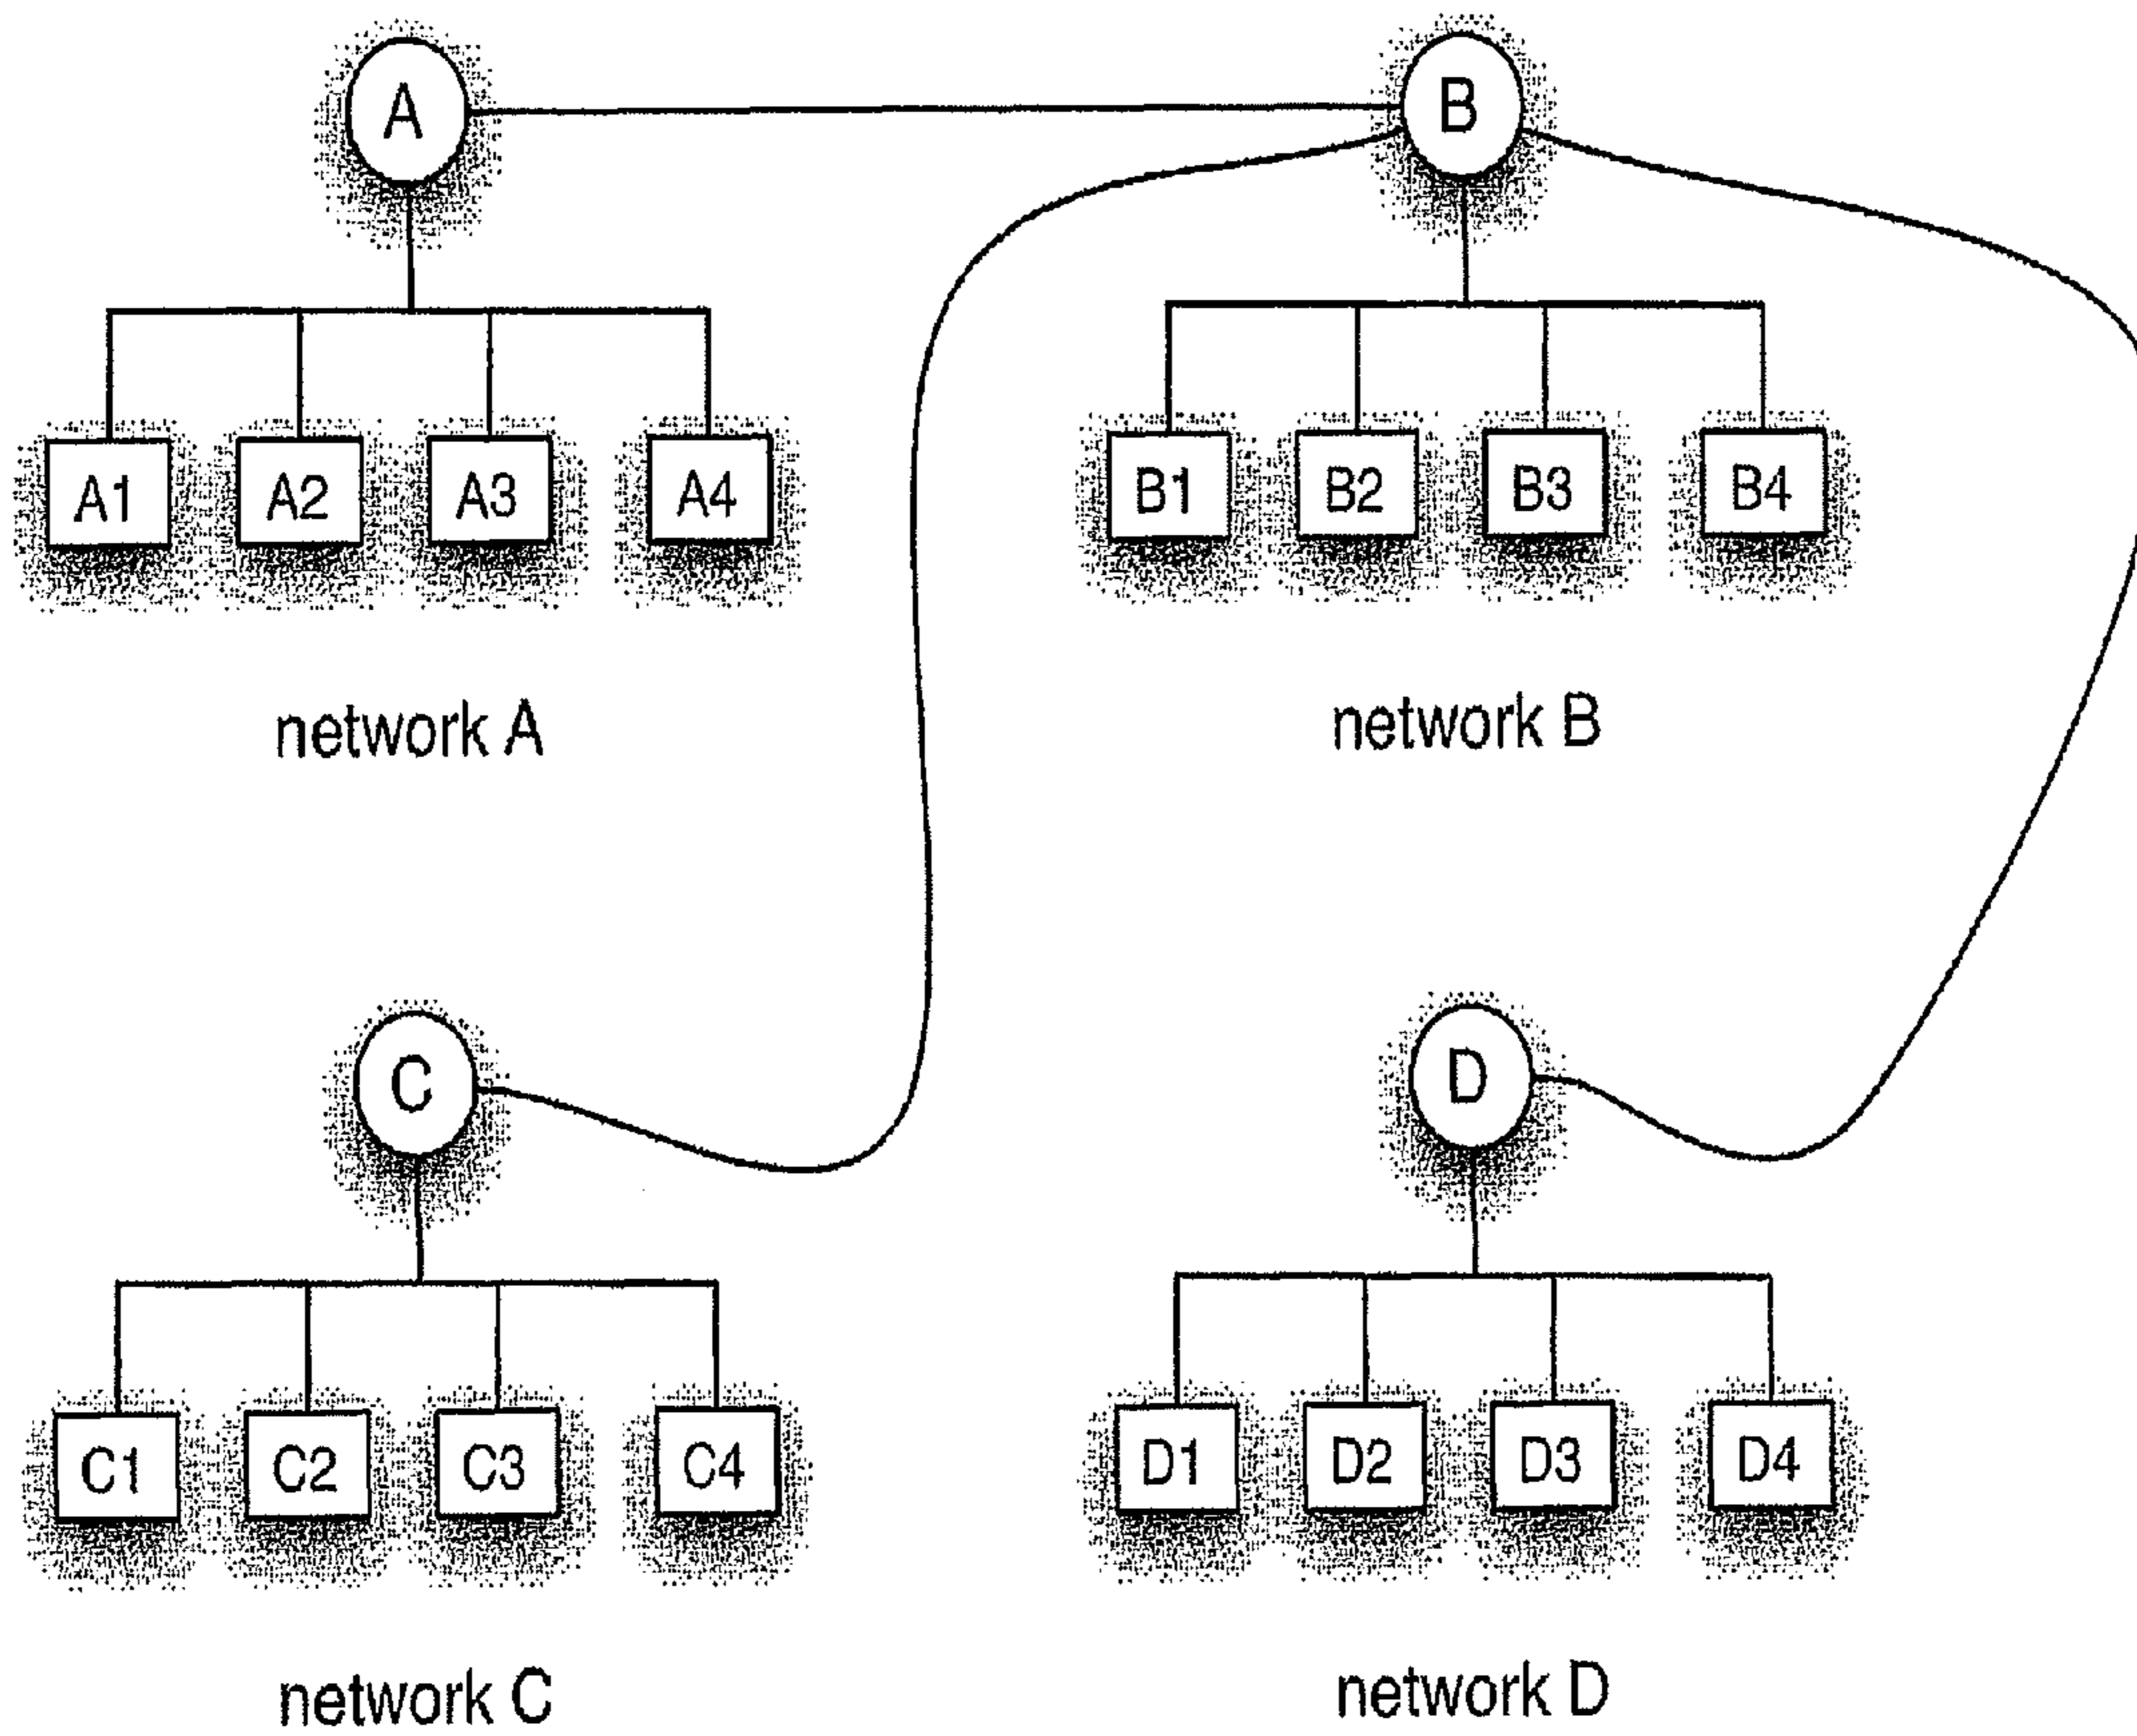 A
B
A1 A2 A3 A4
B1 B2 B3 B4
network A
network B
C
D
C1 C2 C3 C4
D1 D2 D3 D4
network C
network D